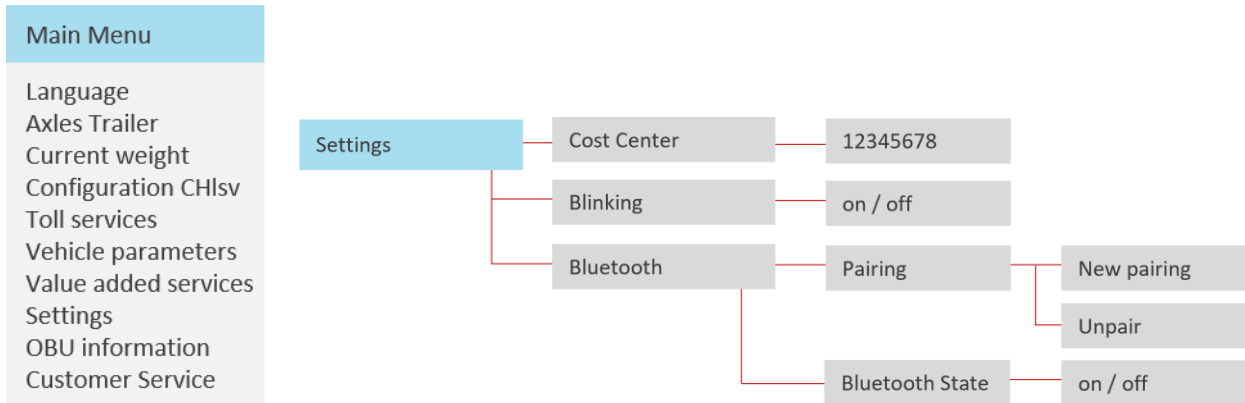 Main Menu
Language
Axles Trailer
Current weight
Configuration CHlsv
Toll services
Vehicle parameters
Value added services
Settings
OBU information
Customer Service
Settings
Cost Center
12345678
Blinking
on / off
Bluetooth
Pairing
New pairing
Unpair
Bluetooth State
on / off